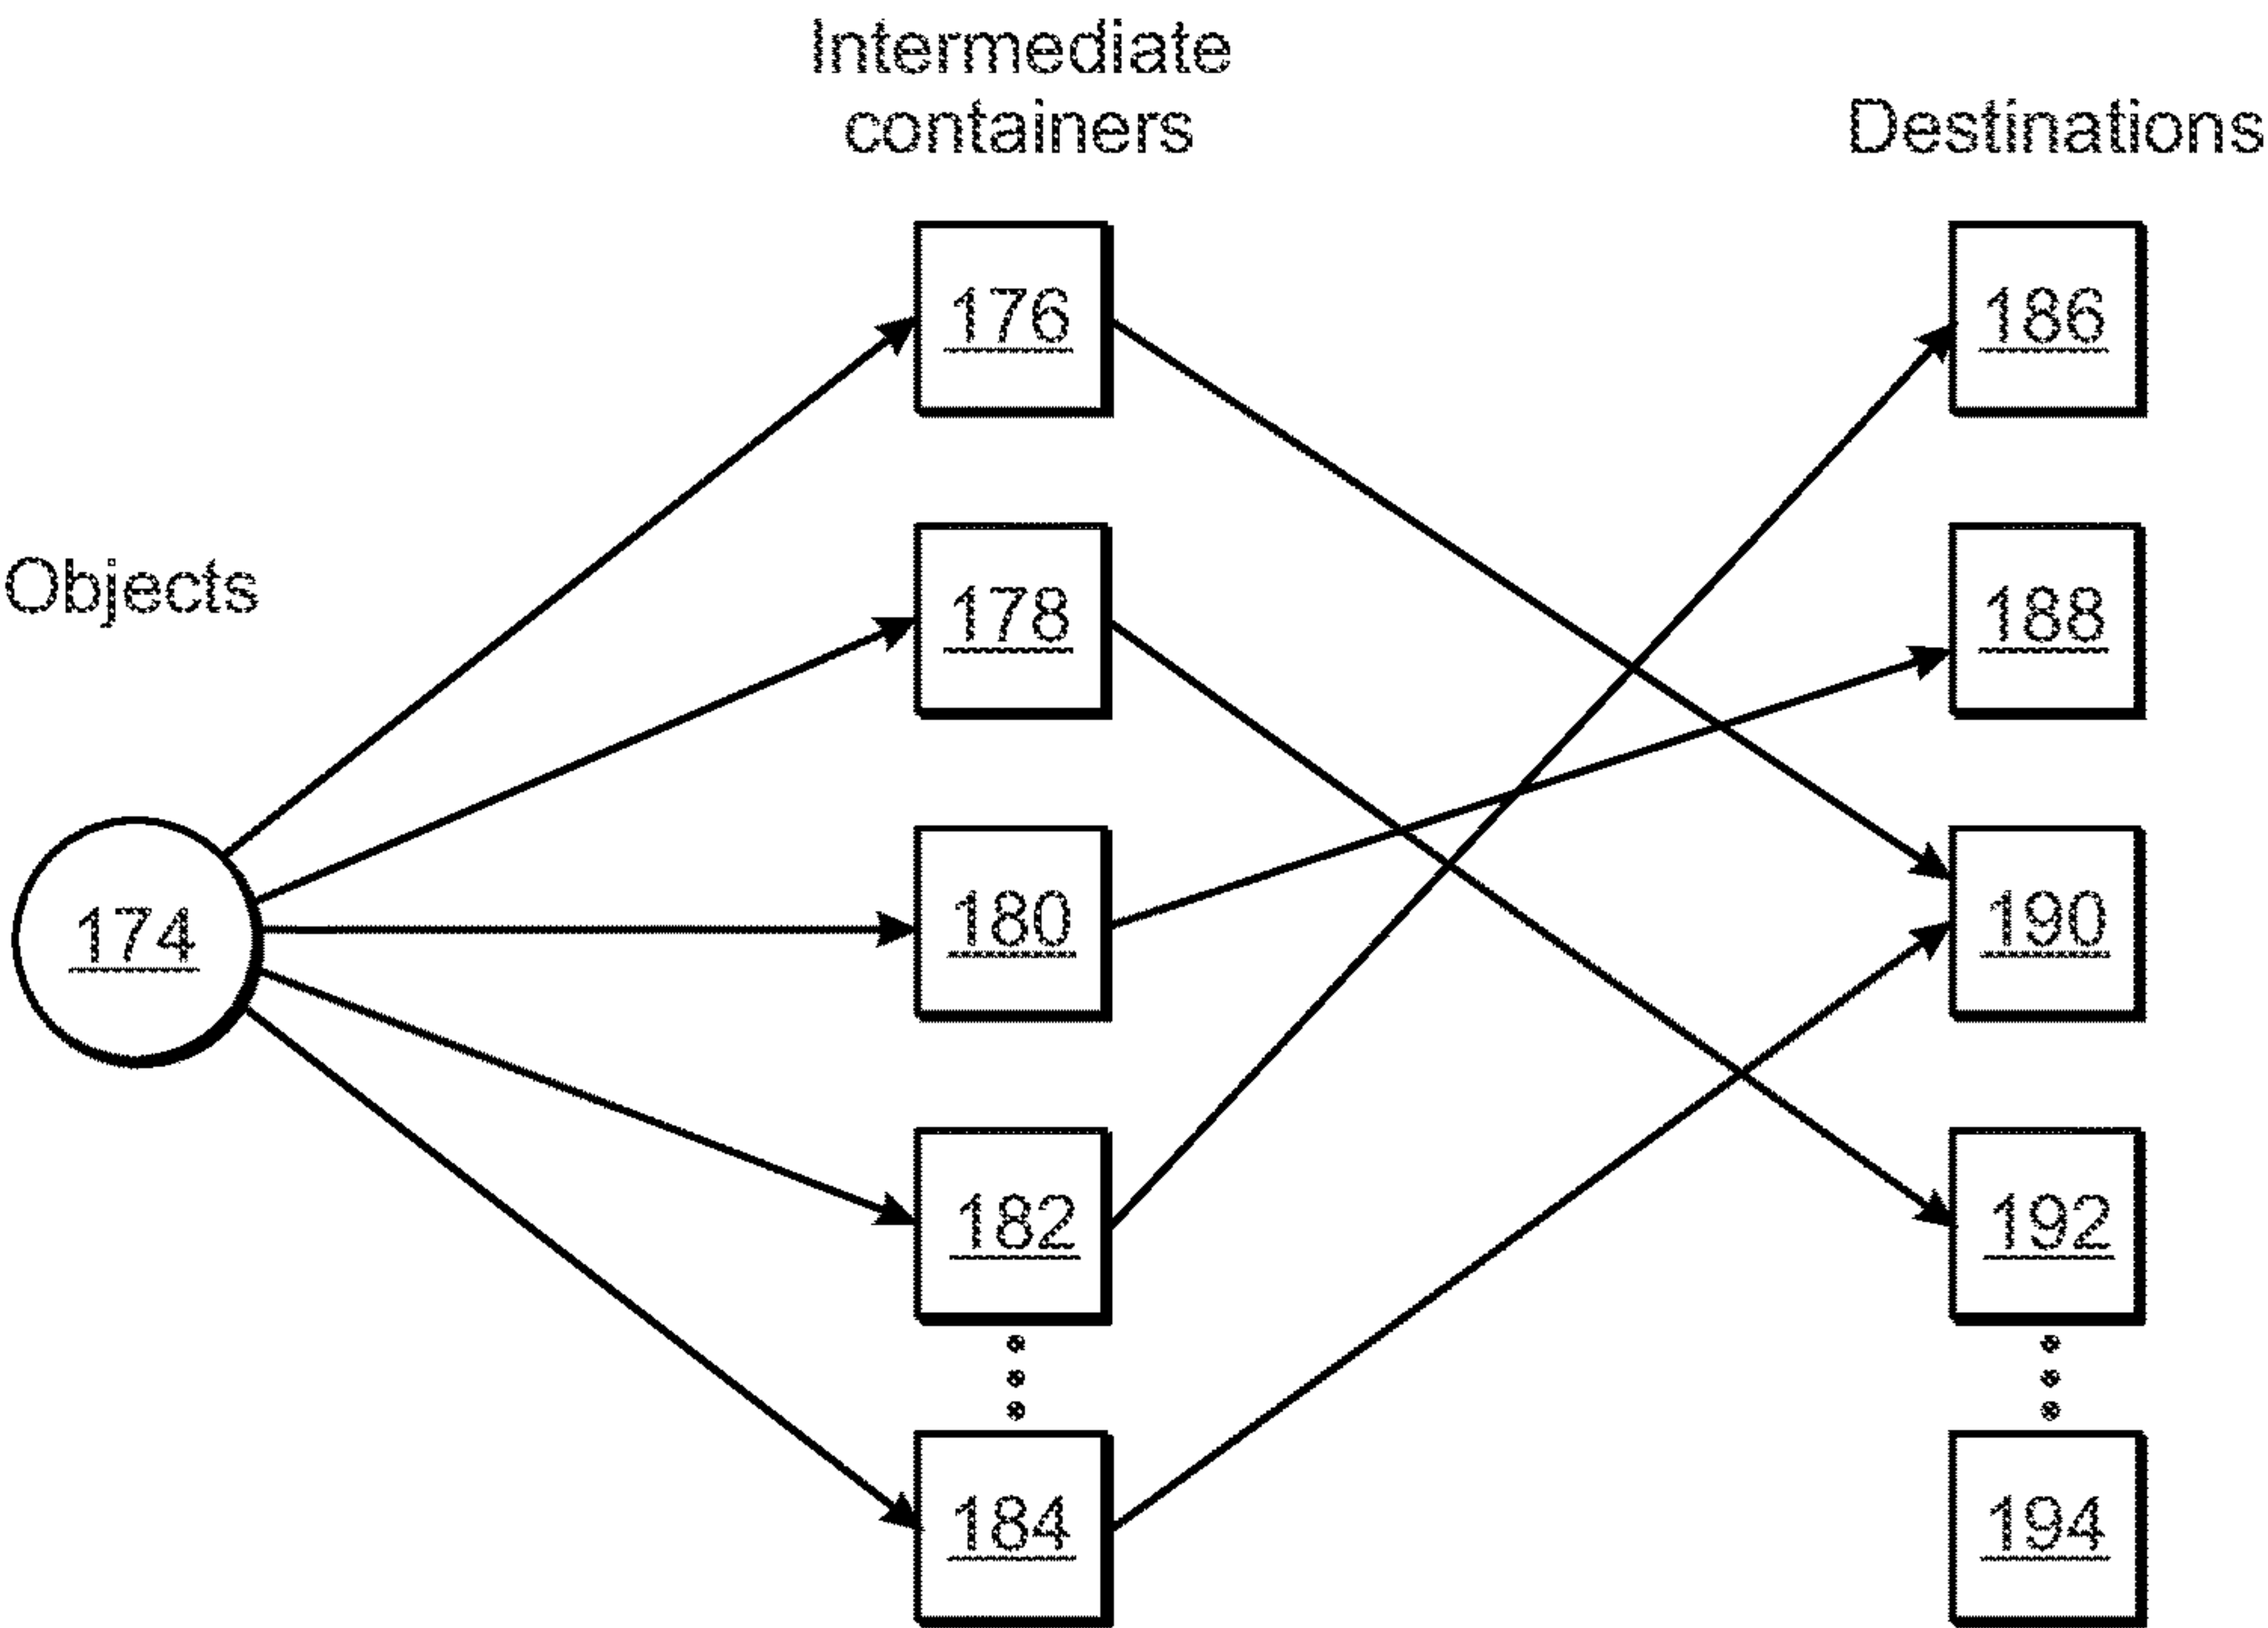 Intermediate
containers
Destinations
Objects
176
186
178
188
174
180
190
182
192
184
194